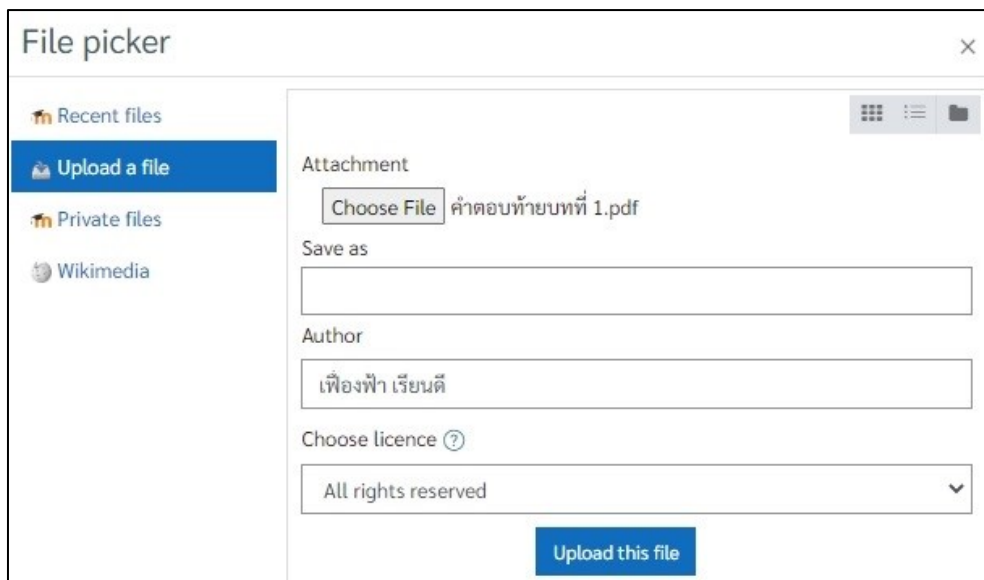 File picker
×
Recent files
Upload a file
Private files
Wikimedia
Attachment
Choose File คำตอบท้ายบทที่ 1.pdf
Save as
Author
เฟื่องฟ้า เรียนดี
Choose licence ?
All rights reserved
Upload this file